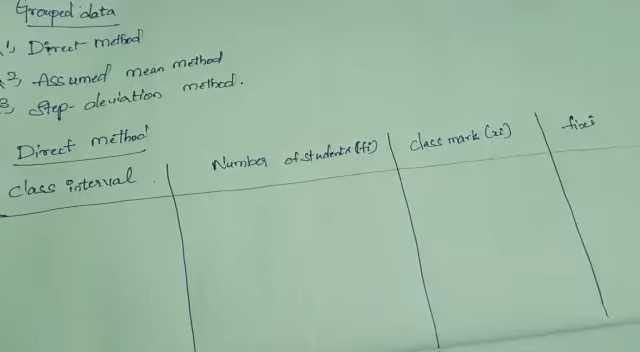 Grouped data
1, Direct method
2, Assumed mean method
3, Step-deviation method.
Direct method
Class interval Number of students (fi) class mark (xi) fixi